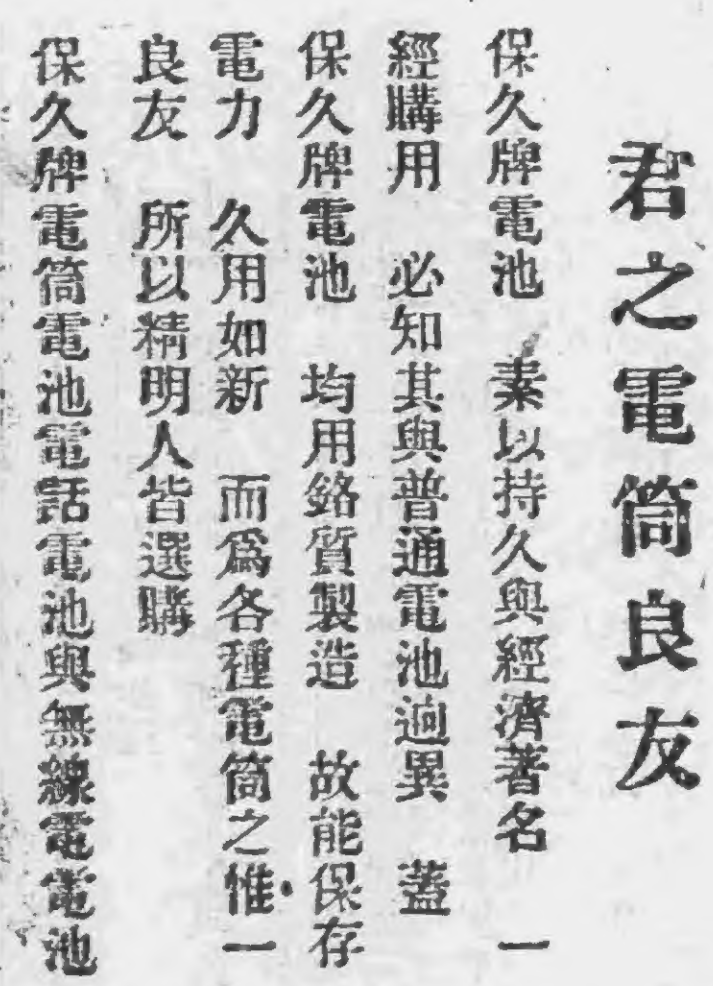 君之電筒良友
保久牌電池　素以持久與經濟著名　一
經購用　必知其與普通電池迥異　蓋
保久牌電池　均用鉻質製造　故能保存
電力　久用如新　而爲各種電筒之惟一
良友　所以精明人皆選購
保久牌電筒電池電話電池與無線電電池